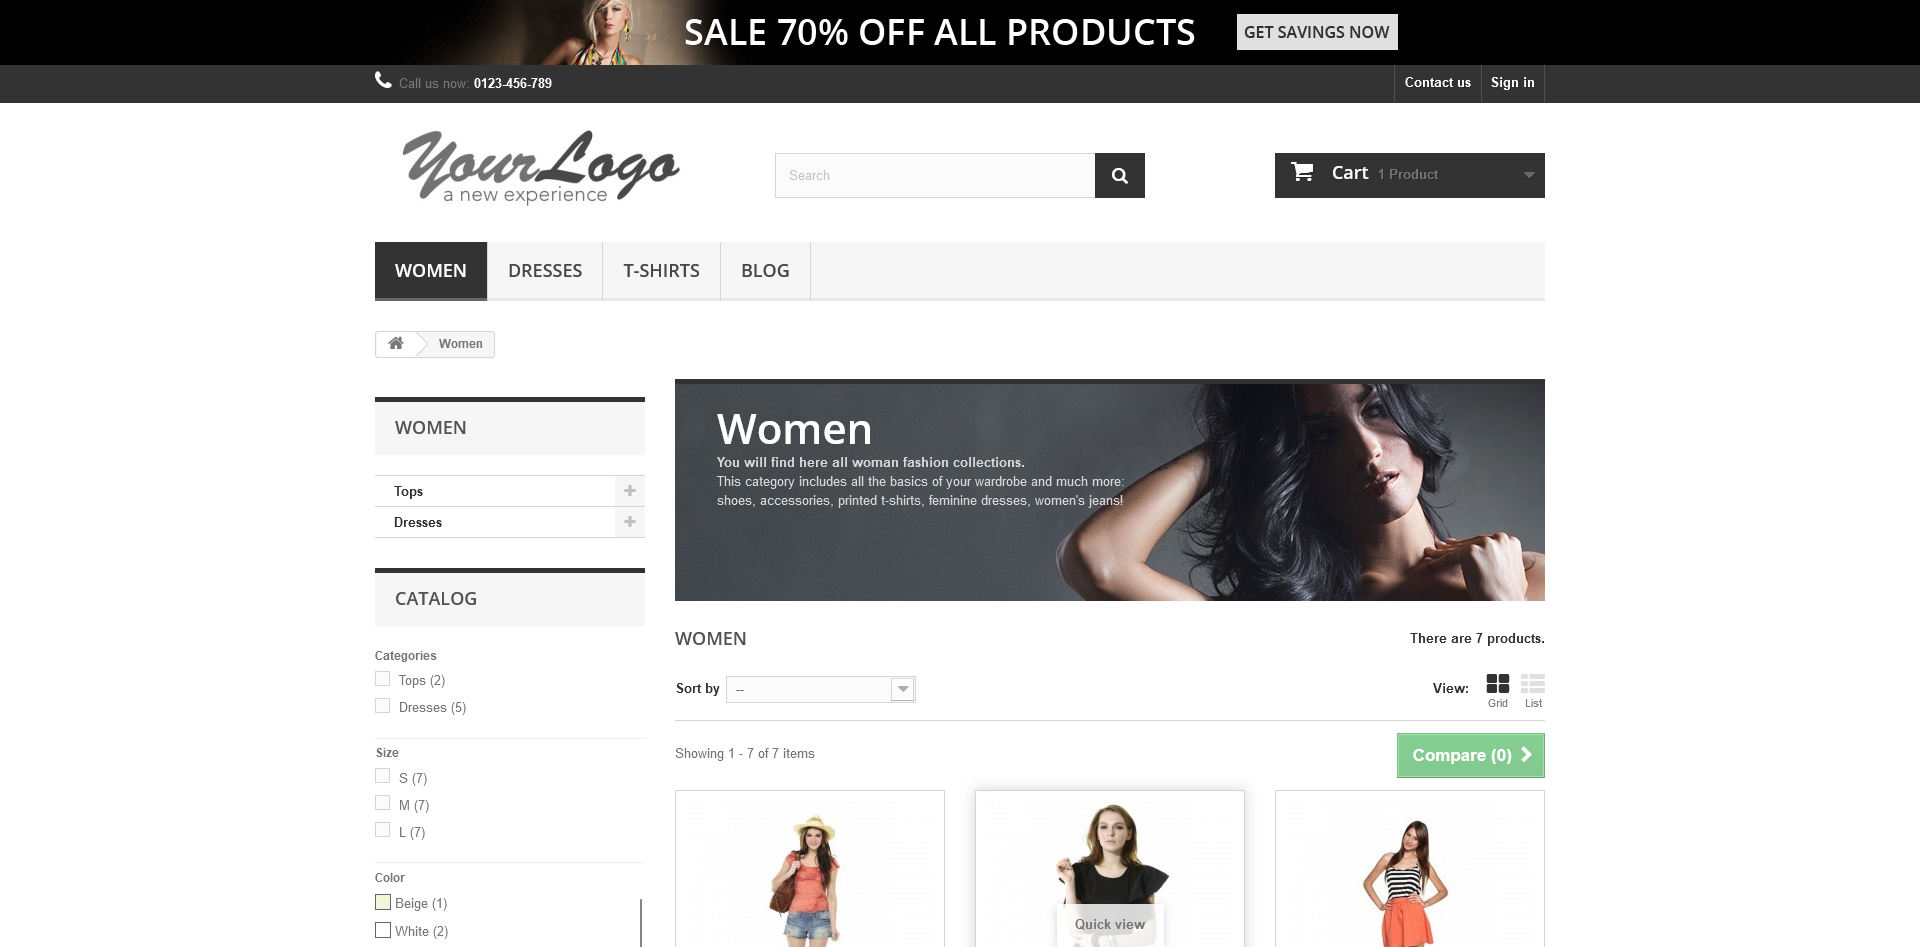 SALE 70% OFF ALL PRODUCTS
GET SAVINGS NOW
Call us now: 0123-456-789
Contact us
Sign in
YourLogo
a new experience
Search
Cart 1 Product
WOMEN
DRESSES
T-SHIRTS
BLOG
Women
WOMEN
Tops
Dresses
CATALOG
Categories
Tops (2)
Dresses (5)
Size
S (7)
M (7)
L (7)
Color
Beige (1)
White (2)
Women
You will find here all woman fashion collections.
This category includes all the basics of your wardrobe and much more:
shoes, accessories, printed t-shirts, feminine dresses, women's jeans!
WOMEN
There are 7 products.
Sort by
--
View:
Grid
List
Showing 1 - 7 of 7 items
Compare (0)
Quick view